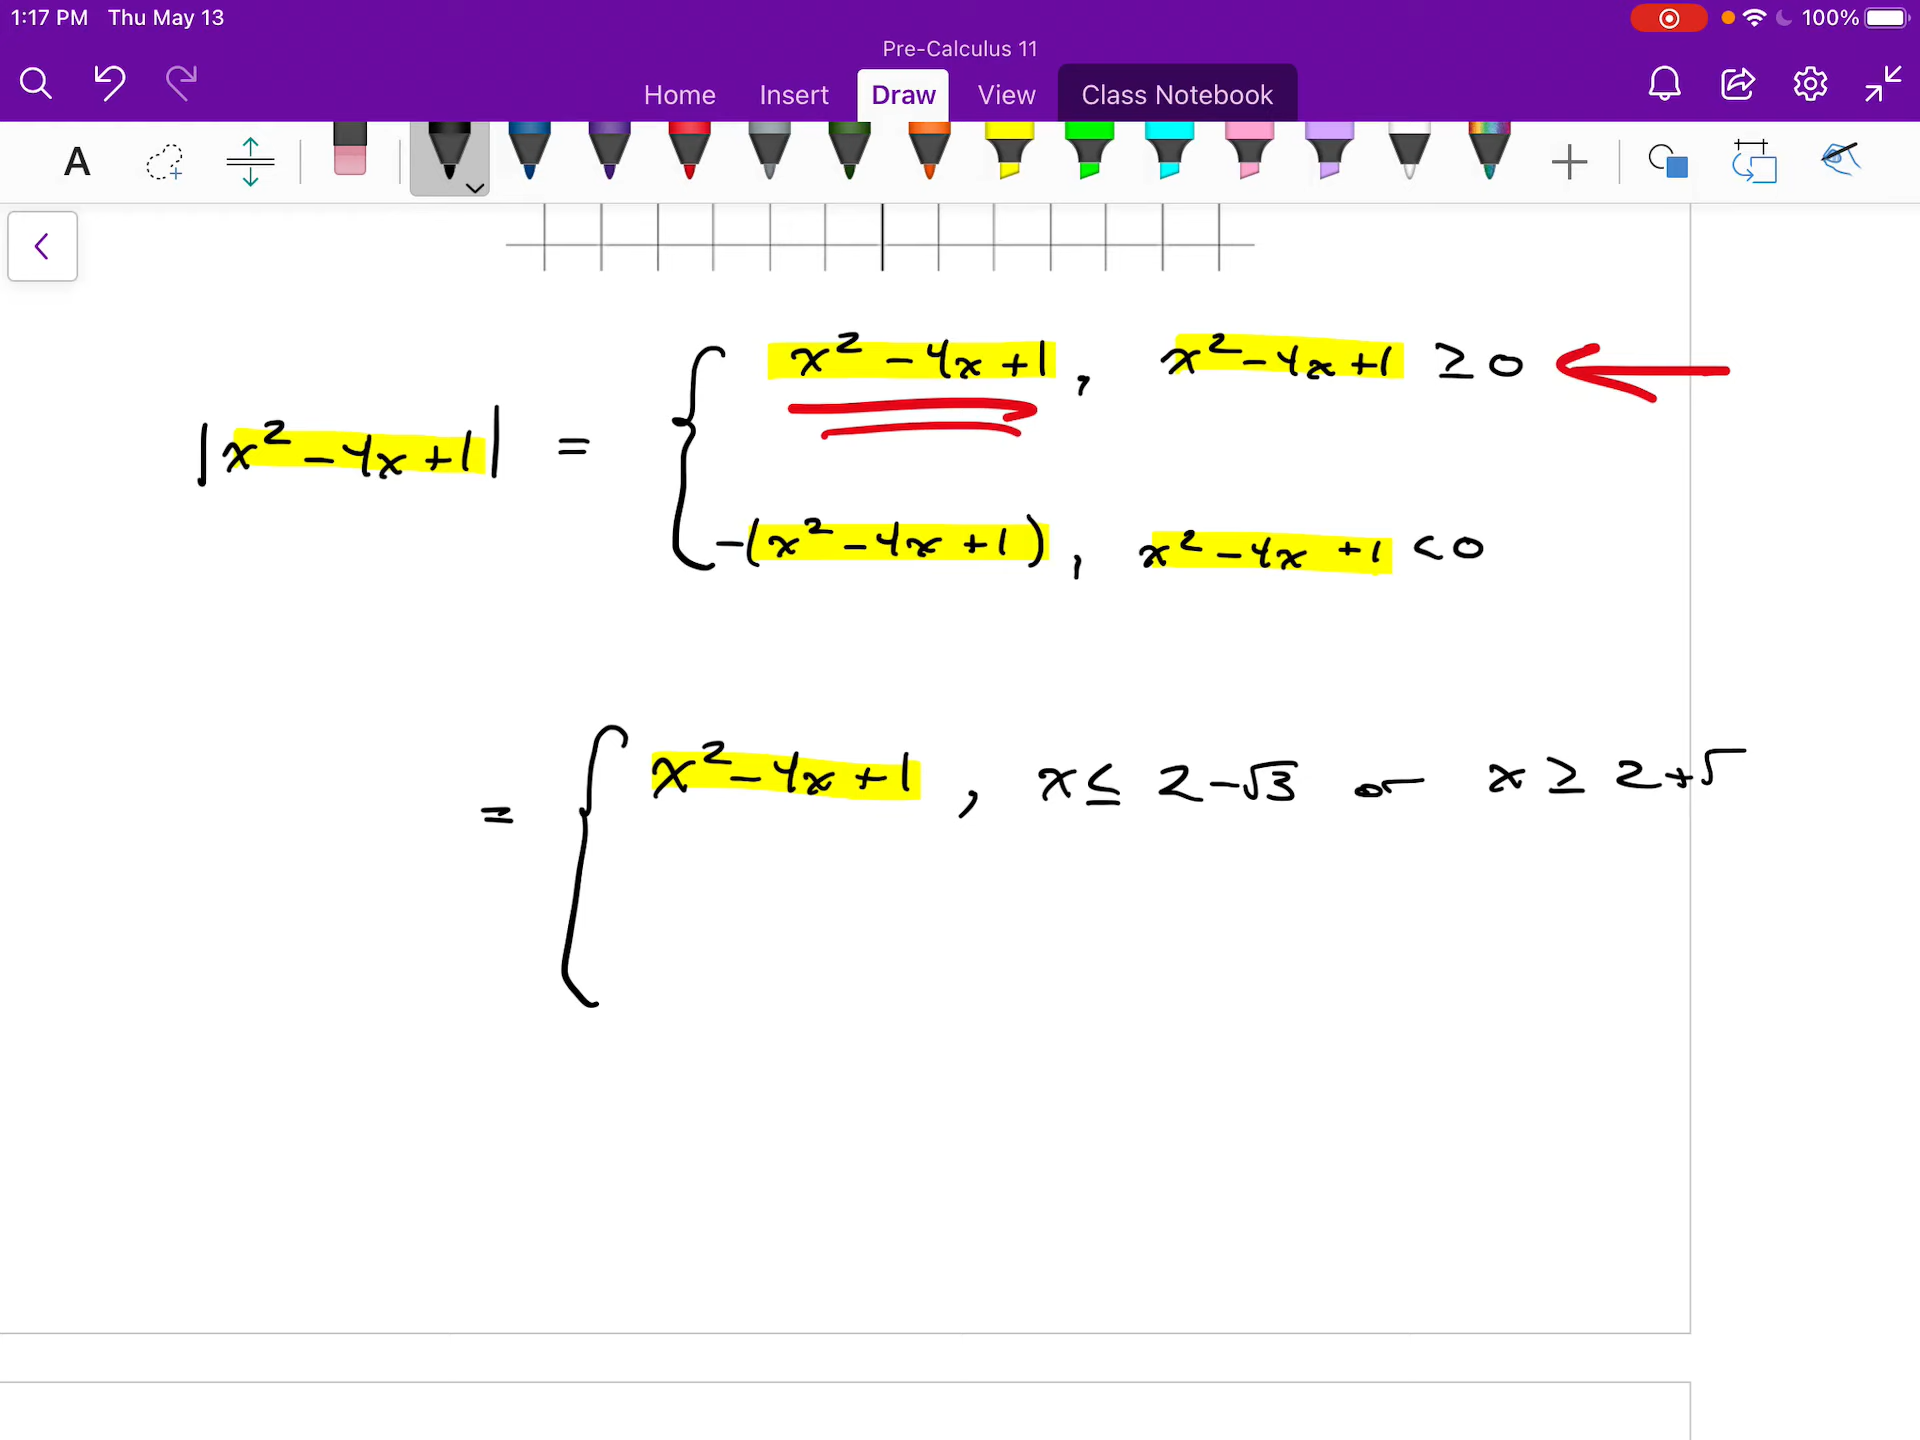 1:17 PM Thu May 13 100%
Pre-Calculus 11
Home Insert Draw View Class Notebook
A
x² - 4x + 1 , x² - 4x + 1 ≥ 0
|x² - 4x + 1| = {
-(x² - 4x + 1) , x² - 4x + 1 < 0
= { x² - 4x + 1 , x ≤ 2 - √3 or x ≥ 2 + √